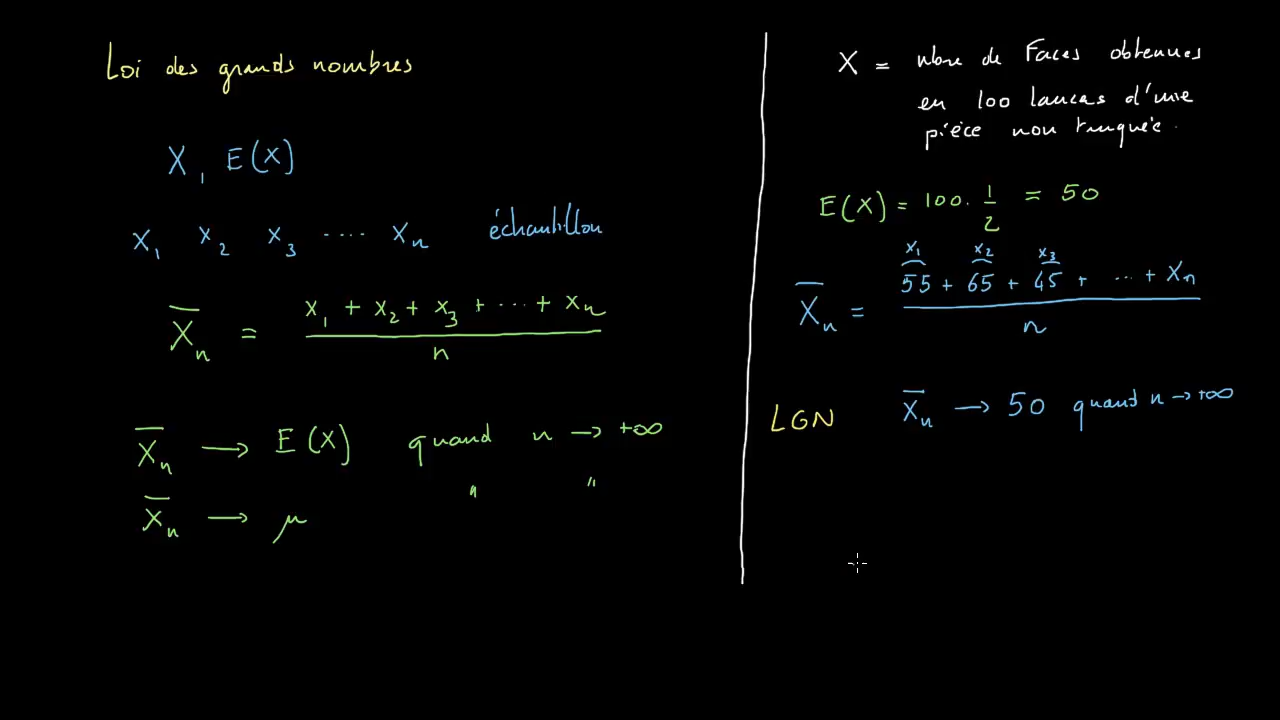 Loi des grands nombres
X, E(X)
X₁ X₂ X₃ .... Xₙ échantillon
X̅ₙ = (X₁ + X₂ + X₃ + ... + Xₙ) / n
X̅ₙ → E(X) quand n → +∞
X̅ₙ → μ " "
X = nbre de Faces obtenues
en 100 lancés d'une
pièce non truquée.
E(X) = 100. 1/2 = 50
X₁ X₂ X₃
X̅ₙ = (55 + 65 + 45 + ... + Xₙ) / n
LGN X̅ₙ → 50 quand n → +∞